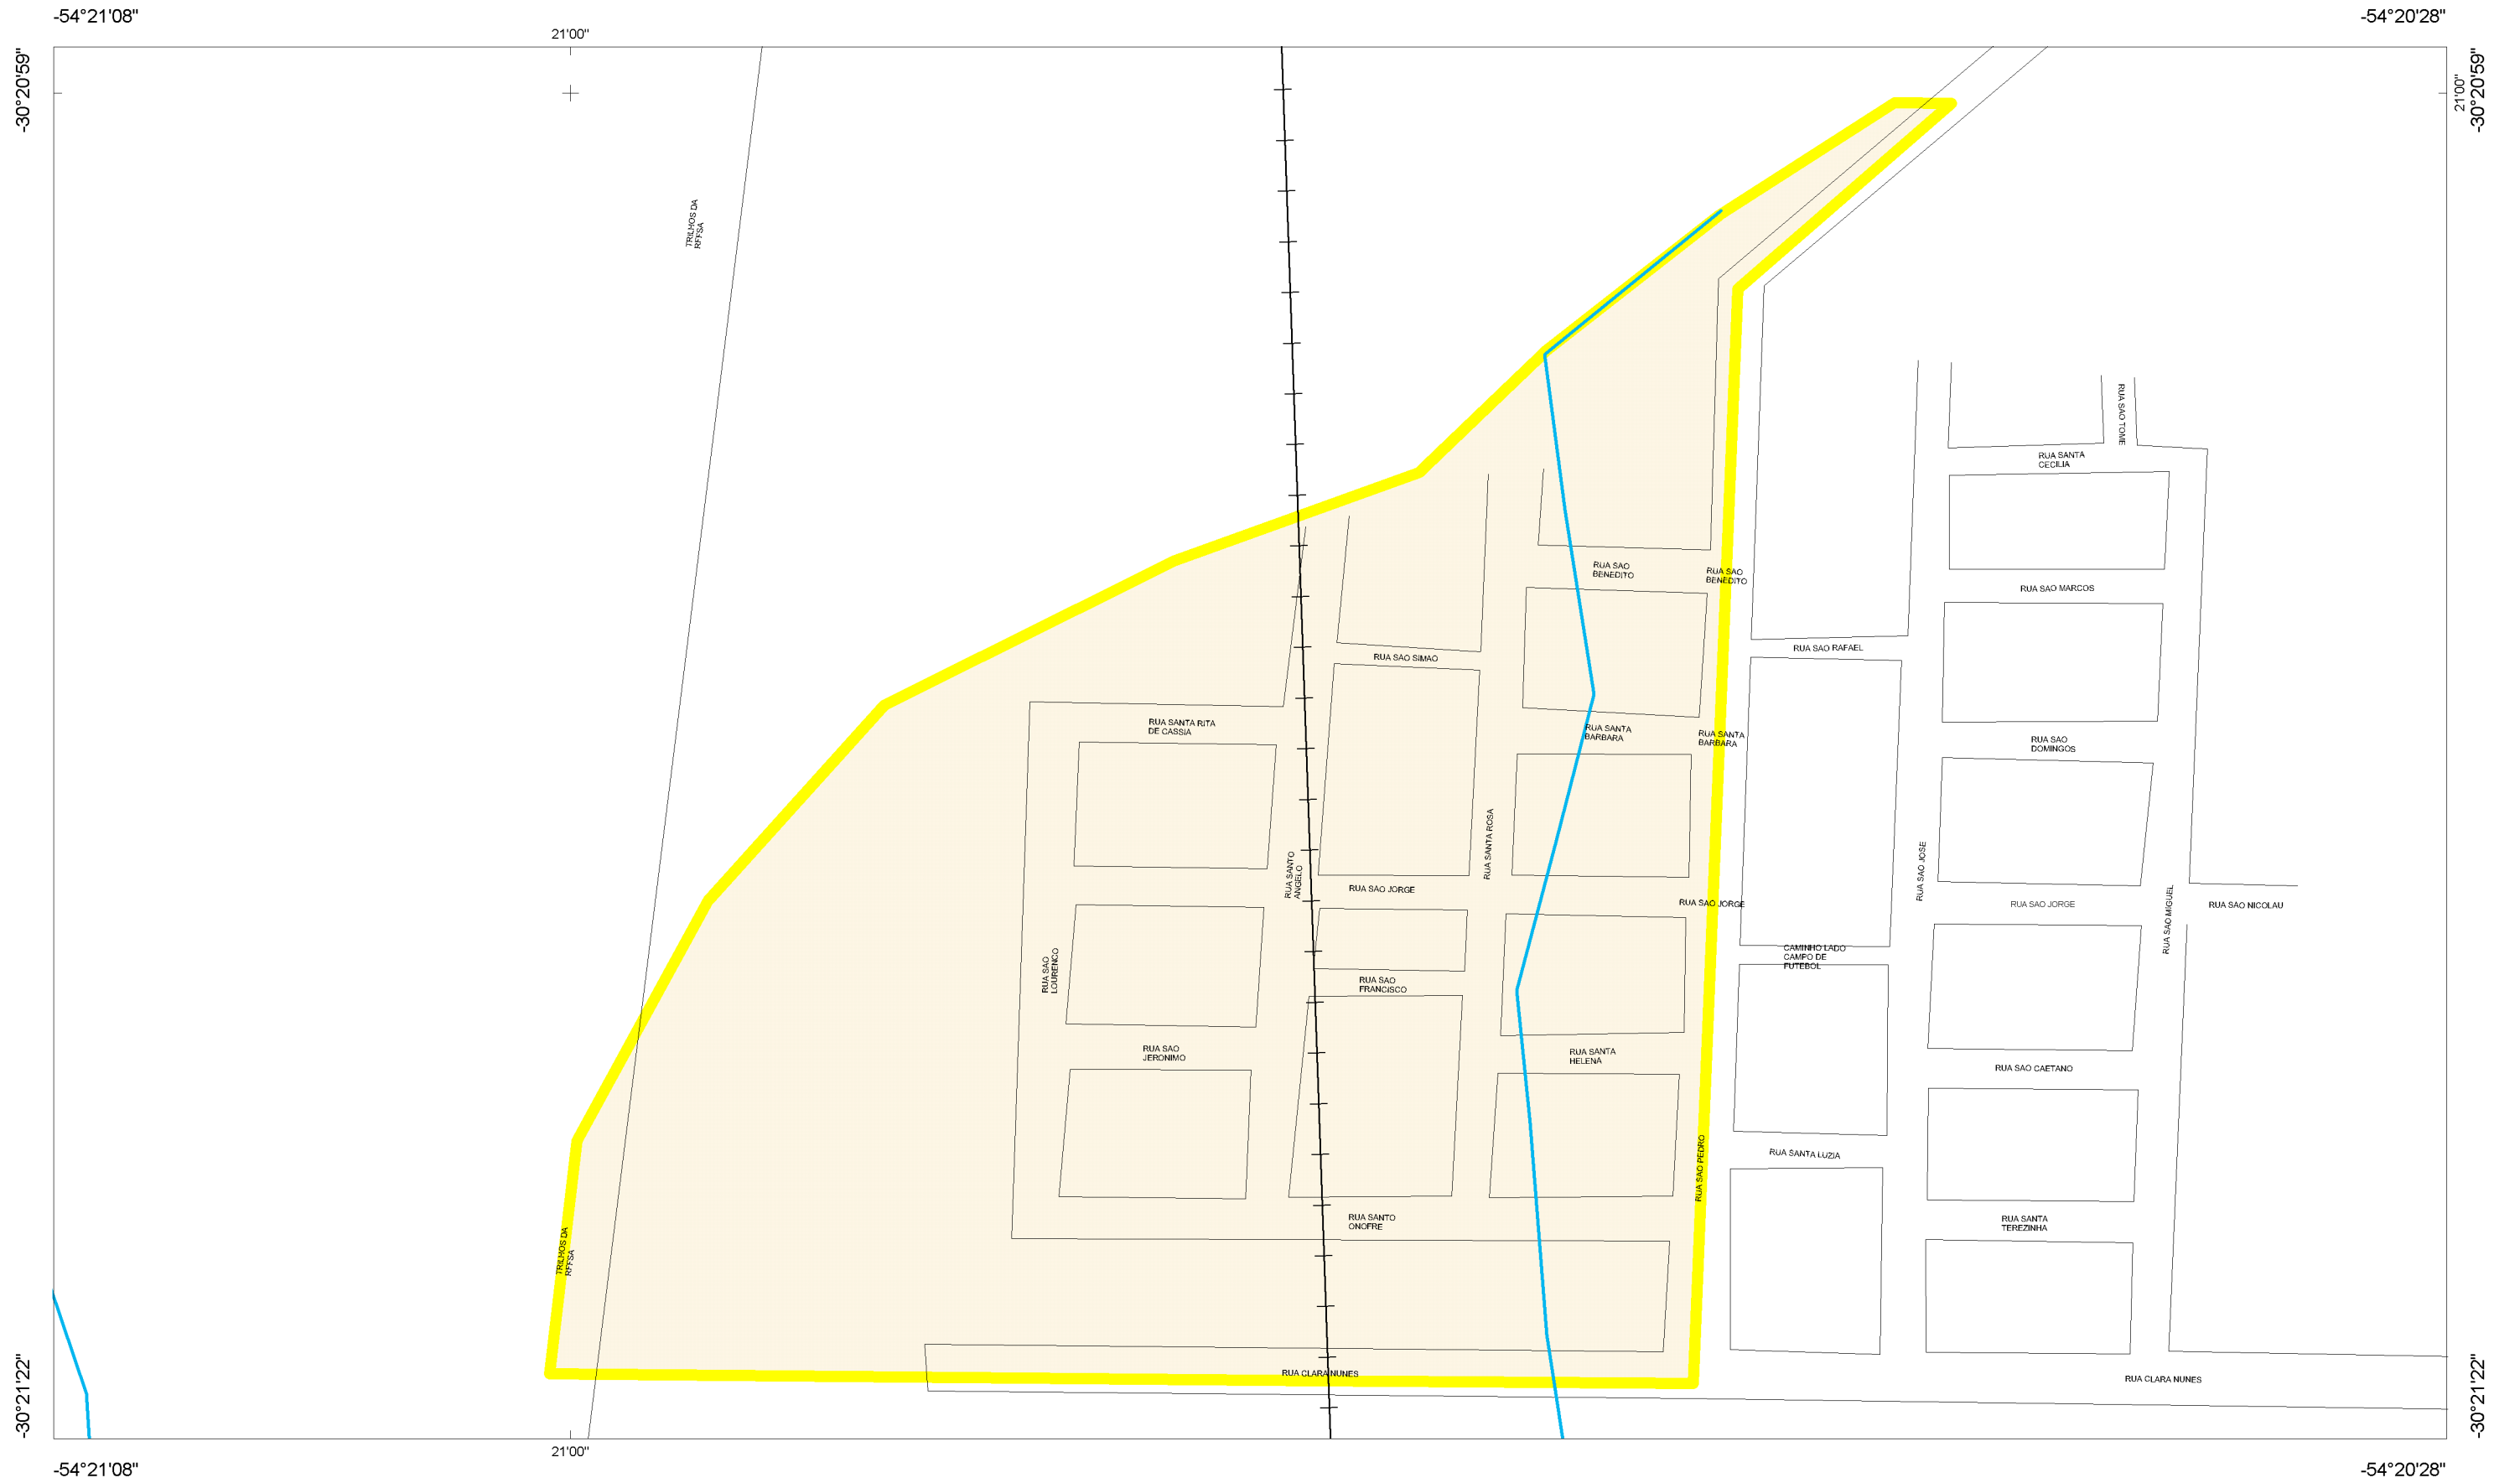 -54°21'08"
-54°20'28"
21'00"
-30°20'59"
-30°20'59"
21'00"
TRILHOS DA
RFFSA
RUA SAO TOME
RUA SANTA
CECILIA
RUA SAO
BENEDITO
RUA SAO
BENEDITO
RUA SAO MARCOS
RUA SAO SIMAO
RUA SAO RAFAEL
RUA SANTA RITA
DE CASSIA
RUA SANTA
BARBARA
RUA SANTA
BARBARA
RUA SAO
DOMINGOS
RUA SANTO
ANGELO
RUA SANTA ROSA
RUA SAO JOSE
RUA SAO JORGE
RUA SAO JORGE
RUA SAO JORGE
RUA SAO MIGUEL
RUA SAO NICOLAU
CAMINHO LADO
CAMPO DE
FUTEBOL
RUA SAO
LOURENCO
RUA SAO
FRANCISCO
RUA SAO
JERONIMO
RUA SANTA
HELENA
RUA SAO CAETANO
RUA SAO PEDRO
RUA SANTA LUZIA
RUA SANTO
ONOFRE
RUA SANTA
TEREZINHA
TRILHOS DA
RFFSA
RUA CLARA NUNES
RUA CLARA NUNES
-30°21'22"
-30°21'22"
21'00"
-54°21'08"
-54°20'28"